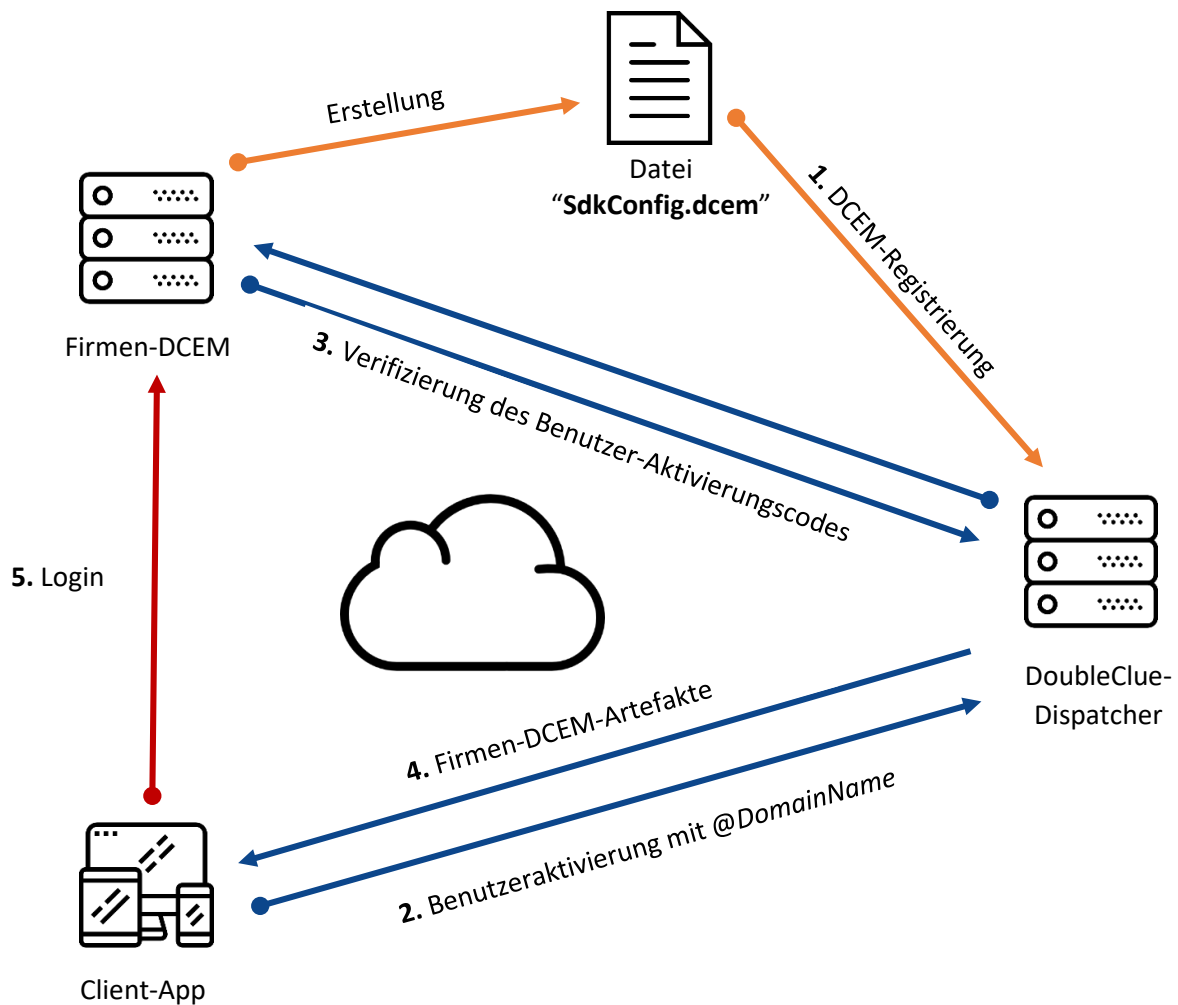 Erstellung
Datei
“SdkConfig.dcem”
1. DCEM-Registrierung
Firmen-DCEM
3. Verifizierung des Benutzer-Aktivierungscodes
5. Login
DoubleClue-
Dispatcher
4. Firmen-DCEM-Artefakte
2. Benutzeraktivierung mit @DomainName
Client-App